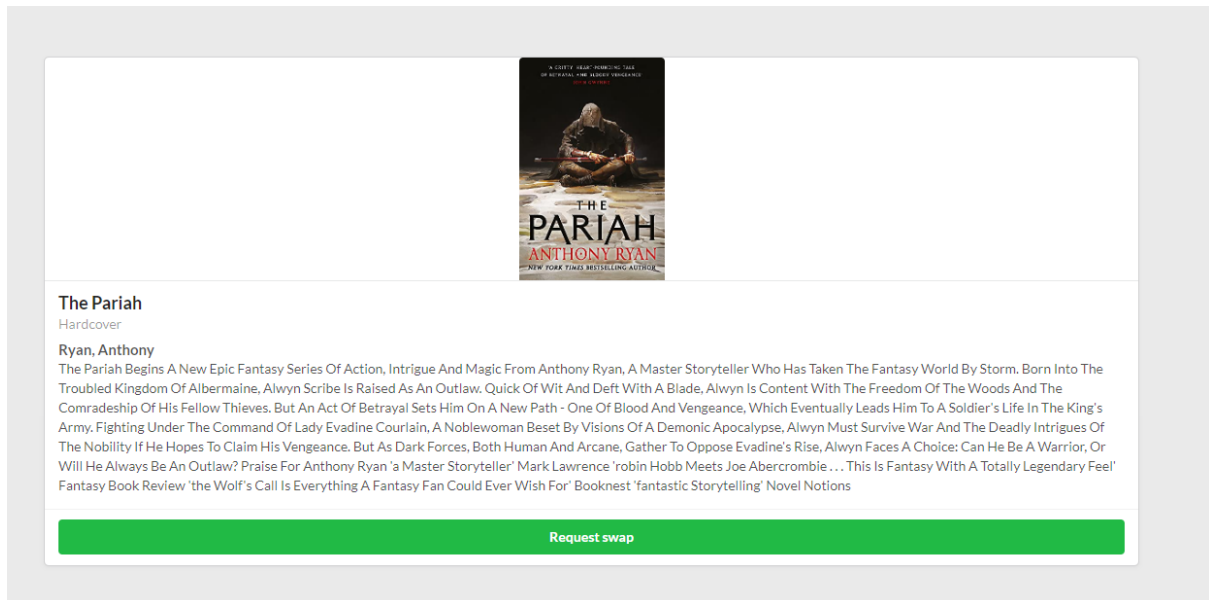 'A GRITTY, HEART-POUNDING TALE
OF BETRAYAL AND BLOODY VENGEANCE'
THE
PARIAH
ANTHONY RYAN
NEW YORK TIMES BESTSELLING AUTHOR
The Pariah
Hardcover
Ryan, Anthony
The Pariah Begins A New Epic Fantasy Series Of Action, Intrigue And Magic From Anthony Ryan, A Master Storyteller Who Has Taken The Fantasy World By Storm. Born Into The
Troubled Kingdom Of Albermaine, Alwyn Scribe Is Raised As An Outlaw. Quick Of Wit And Deft With A Blade, Alwyn Is Content With The Freedom Of The Woods And The
Comradeship Of His Fellow Thieves. But An Act Of Betrayal Sets Him On A New Path - One Of Blood And Vengeance, Which Eventually Leads Him To A Soldier's Life In The King's
Army. Fighting Under The Command Of Lady Evadine Courlain, A Noblewoman Beset By Visions Of A Demonic Apocalypse, Alwyn Must Survive War And The Deadly Intrigues Of
The Nobility If He Hopes To Claim His Vengeance. But As Dark Forces, Both Human And Arcane, Gather To Oppose Evadine's Rise, Alwyn Faces A Choice: Can He Be A Warrior, Or
Will He Always Be An Outlaw? Praise For Anthony Ryan 'a Master Storyteller' Mark Lawrence 'robin Hobb Meets Joe Abercrombie . . . This Is Fantasy With A Totally Legendary Feel'
Fantasy Book Review 'the Wolf's Call Is Everything A Fantasy Fan Could Ever Wish For' Booknest 'fantastic Storytelling' Novel Notions
Request swap